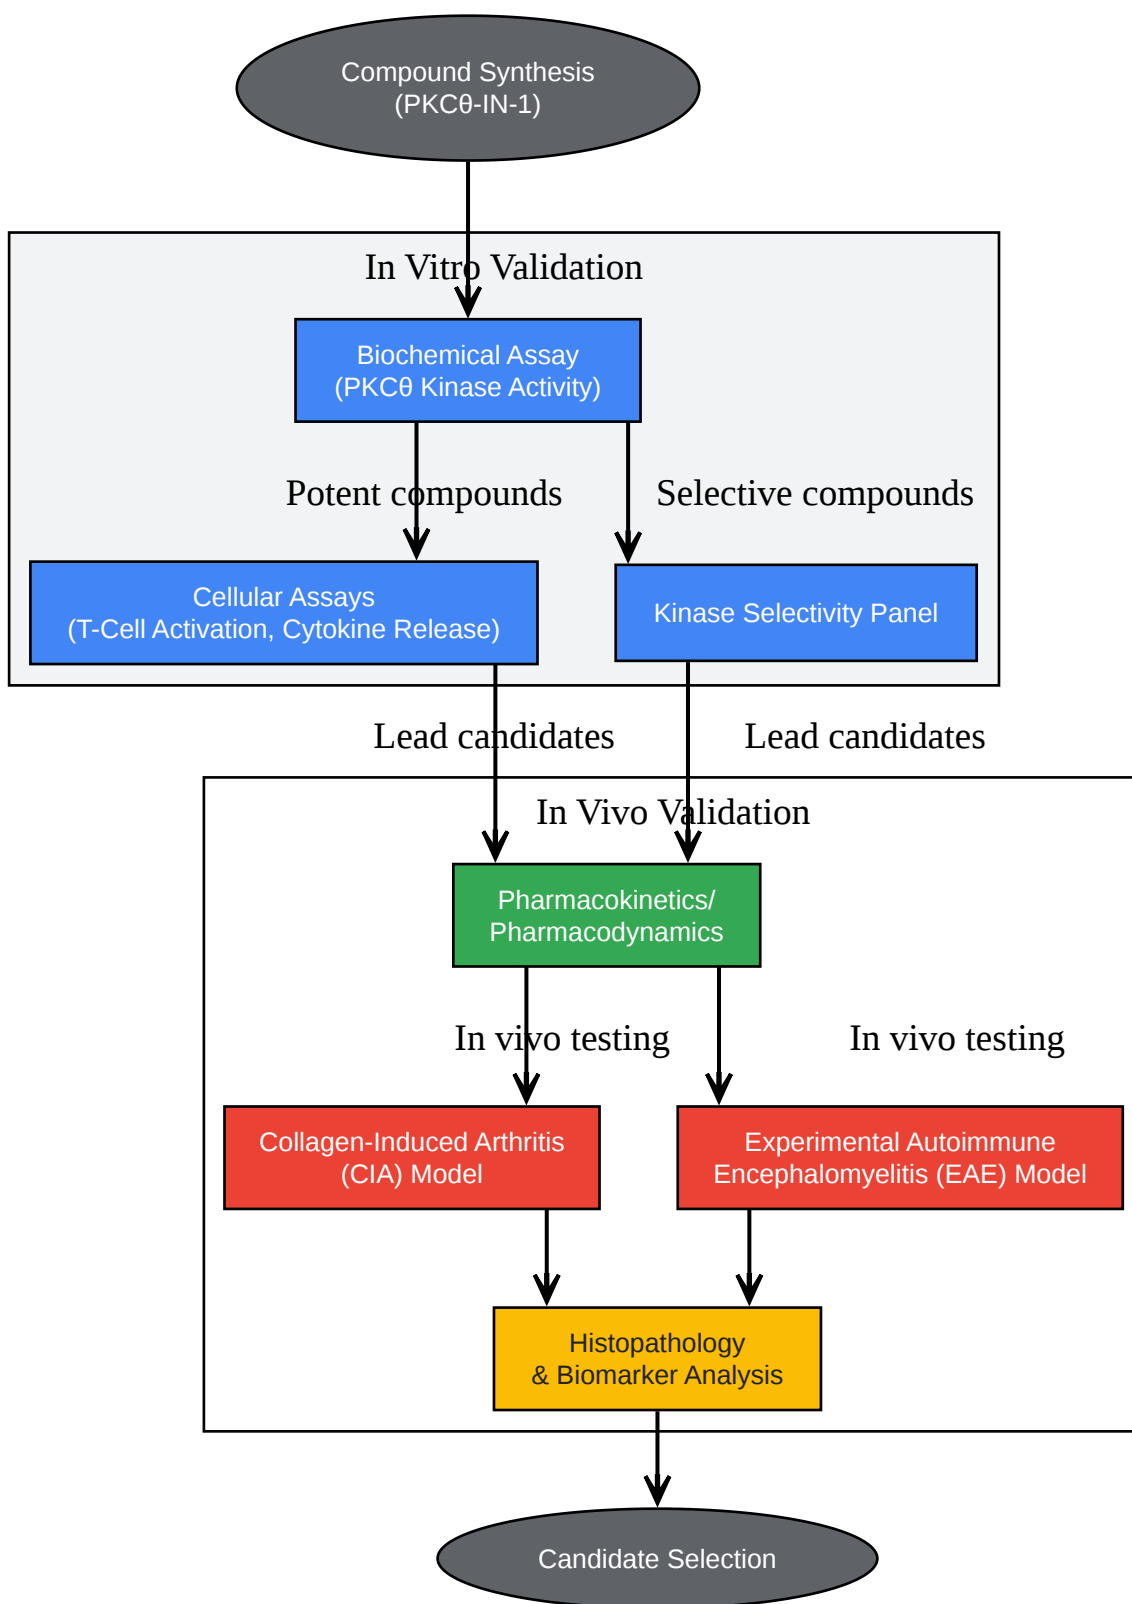 Compound Synthesis
(PKCθ-IN-1)
In Vitro Validation
Biochemical Assay
(PKCθ Kinase Activity)
Potent compounds
Selective compounds
Cellular Assays
(T-Cell Activation, Cytokine Release)
Kinase Selectivity Panel
Lead candidates
Lead candidates
In Vivo Validation
Pharmacokinetics/
Pharmacodynamics
In vivo testing
In vivo testing
Collagen-Induced Arthritis
(CIA) Model
Experimental Autoimmune
Encephalomyelitis (EAE) Model
Histopathology
& Biomarker Analysis
Candidate Selection